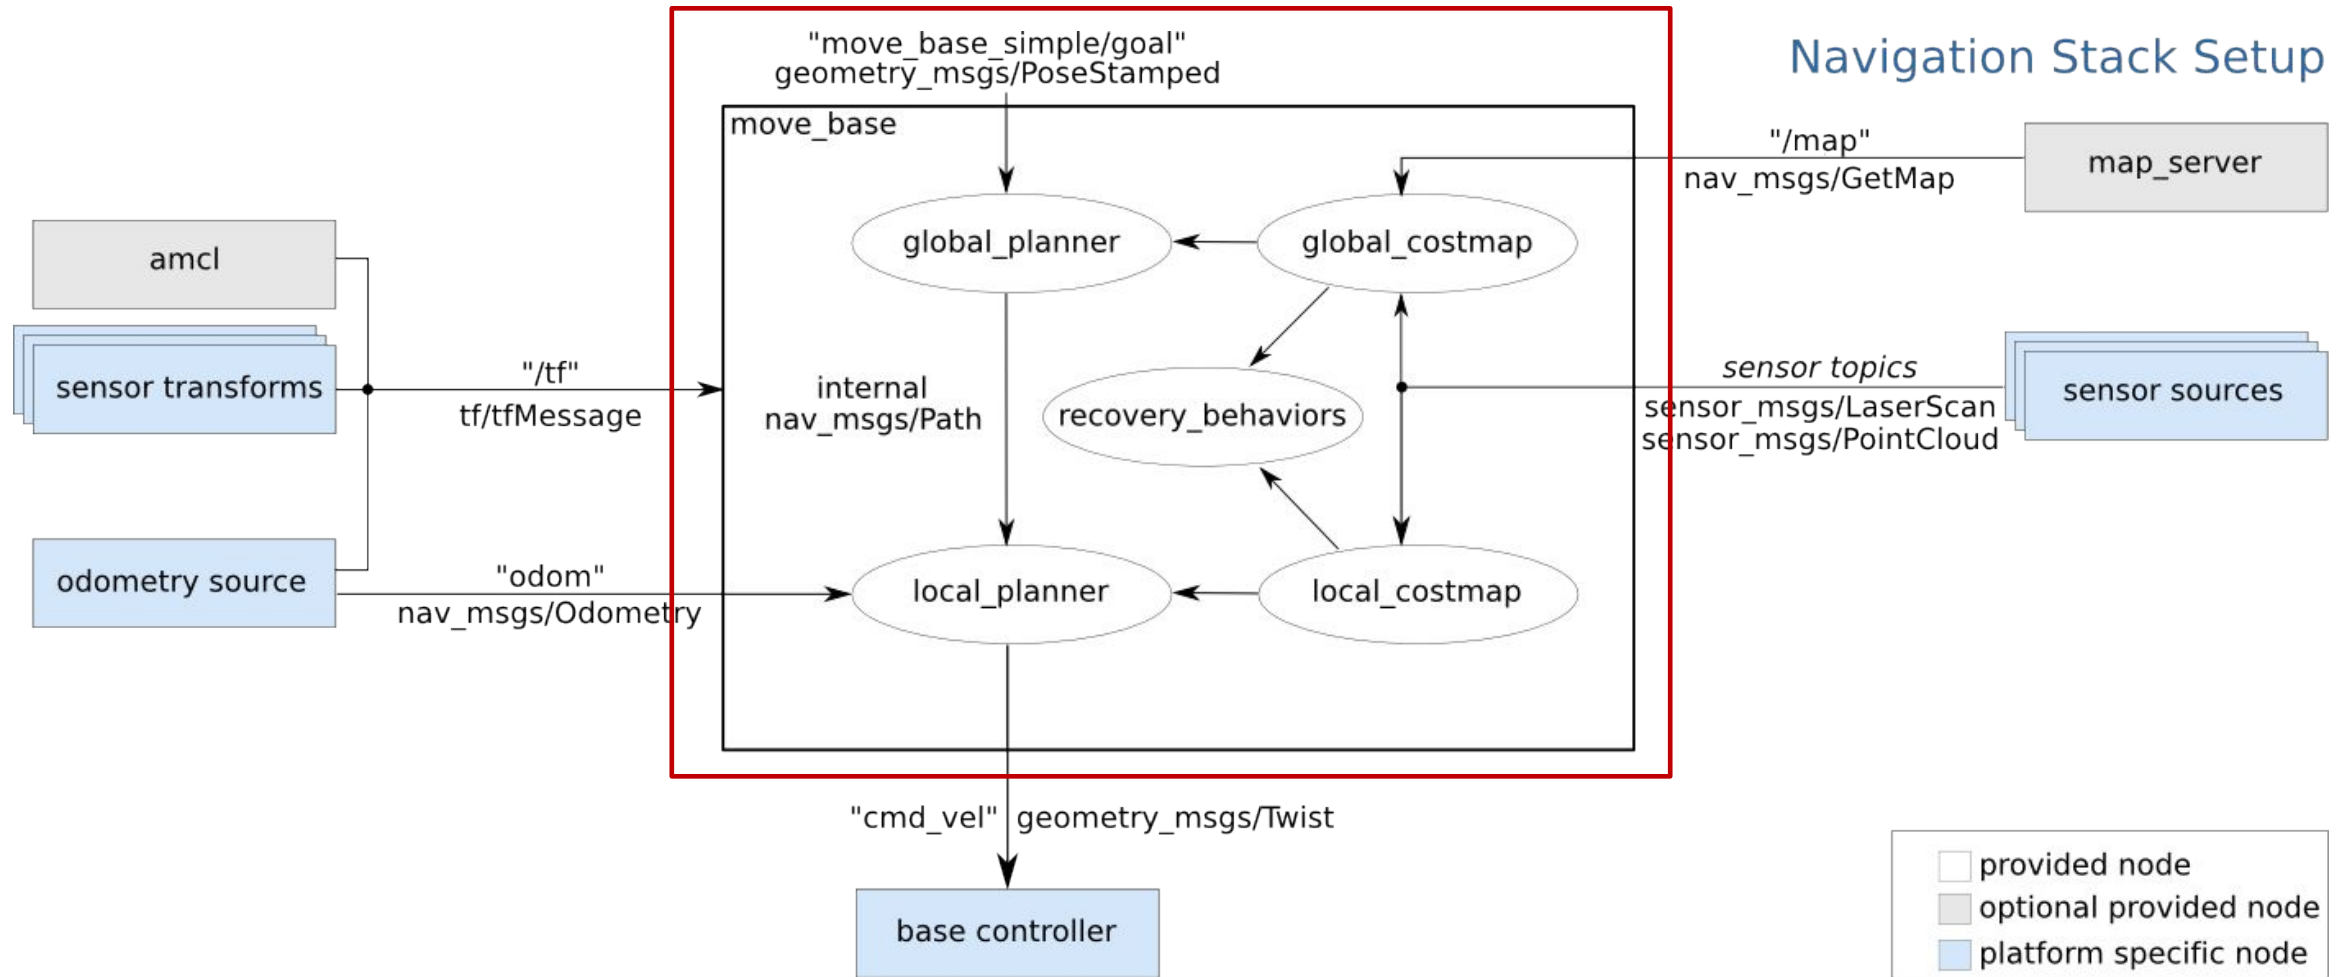 "move_base_simple/goal"
geometry_msgs/PoseStamped
Navigation Stack Setup
move_base
"/map"
nav_msgs/GetMap
map_server
amcl
global_planner
global_costmap
sensor transforms
"/tf"
tf/tfMessage
internal
nav_msgs/Path
recovery_behaviors
sensor topics
sensor_msgs/LaserScan
sensor_msgs/PointCloud
sensor sources
odometry source
"odom"
nav_msgs/Odometry
local_planner
local_costmap
"cmd_vel" geometry_msgs/Twist
base controller
provided node
optional provided node
platform specific node